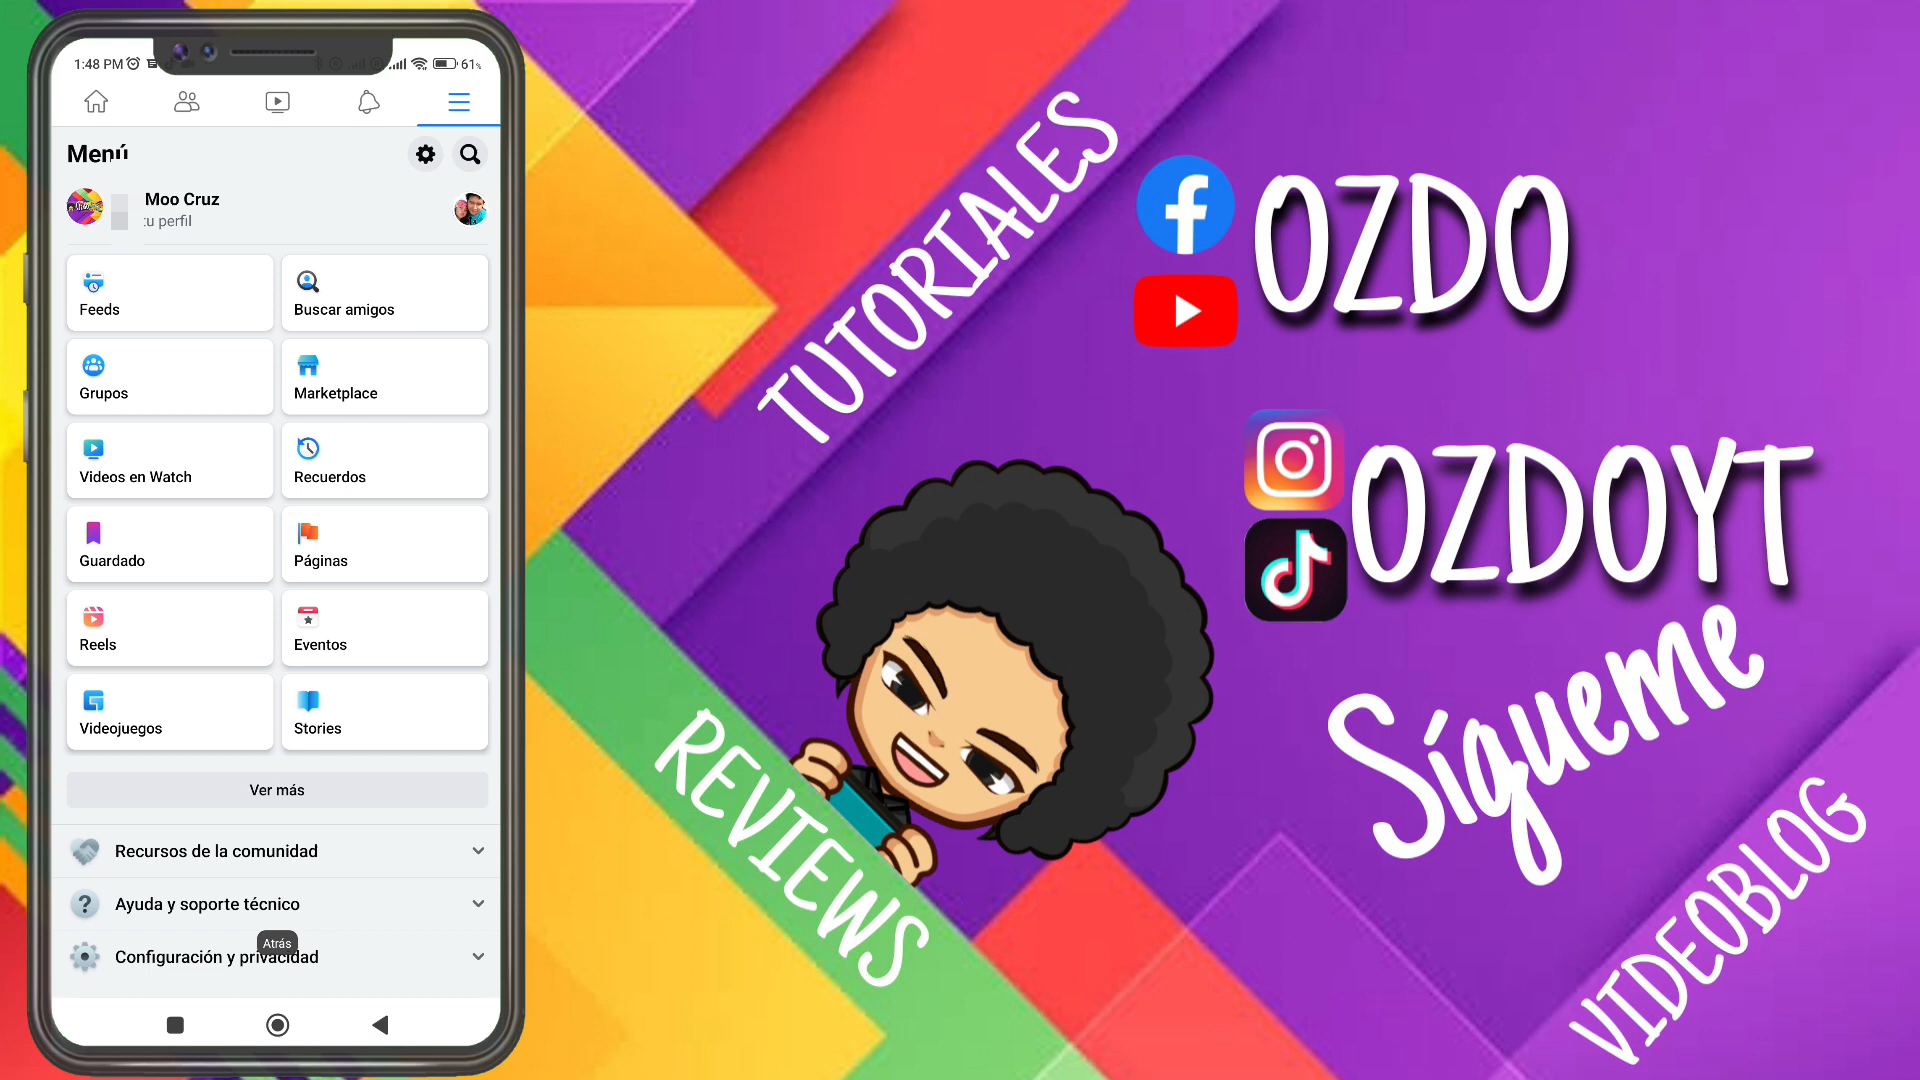 1:48 PM
61%
Menú
Moo Cruz
tu perfil
Feeds
Buscar amigos
Grupos
Marketplace
Videos en Watch
Recuerdos
Guardado
Páginas
Reels
Eventos
Videojuegos
Stories
Ver más
Recursos de la comunidad
Ayuda y soporte técnico
Atrás
Configuración y privacidad
TUTORIALES
OZDO
OZDOYT
Sígueme
REVIEWS
VIDEOBLOG